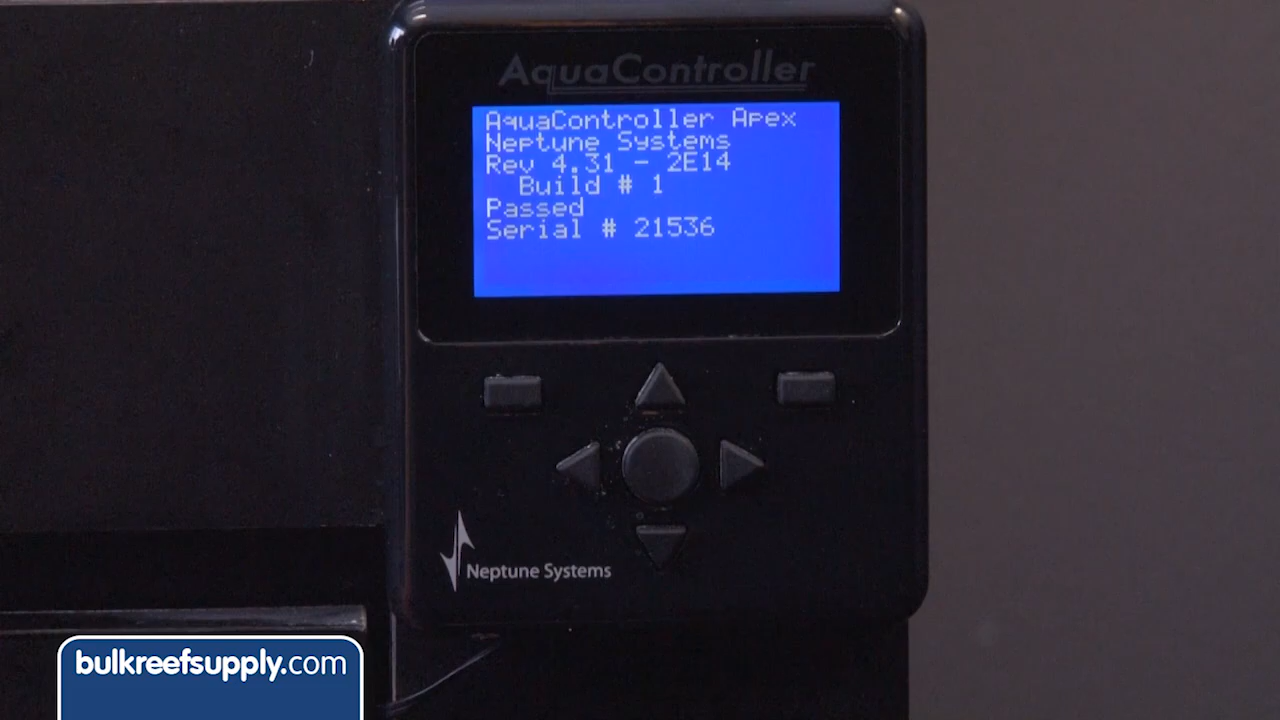 AquaController
AquaController Apex
Neptune Systems
Rev 4.31 - 2E14
Build # 1
Passed
Serial # 21536
Neptune Systems
bulkreefsupply.com